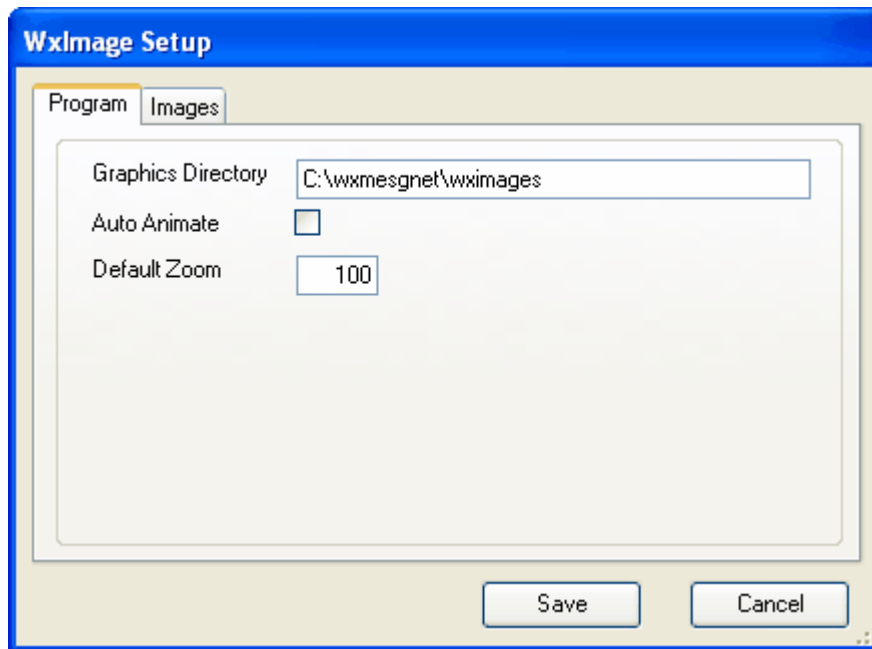 WxImage Setup
Program Images
Graphics Directory C:\wxmesgnet\wximages
Auto Animate
Default Zoom 100
Save Cancel